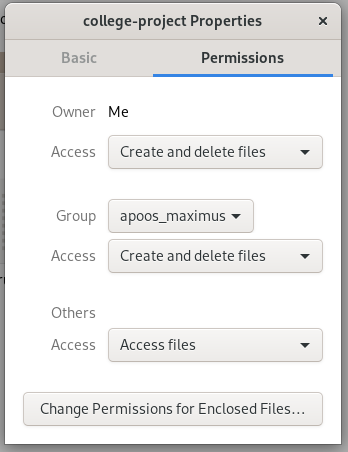 college-project Properties
Basic
Permissions
Owner Me
Access Create and delete files
Group apoos_maximus
Access Create and delete files
Others
Access Access files
Change Permissions for Enclosed Files…